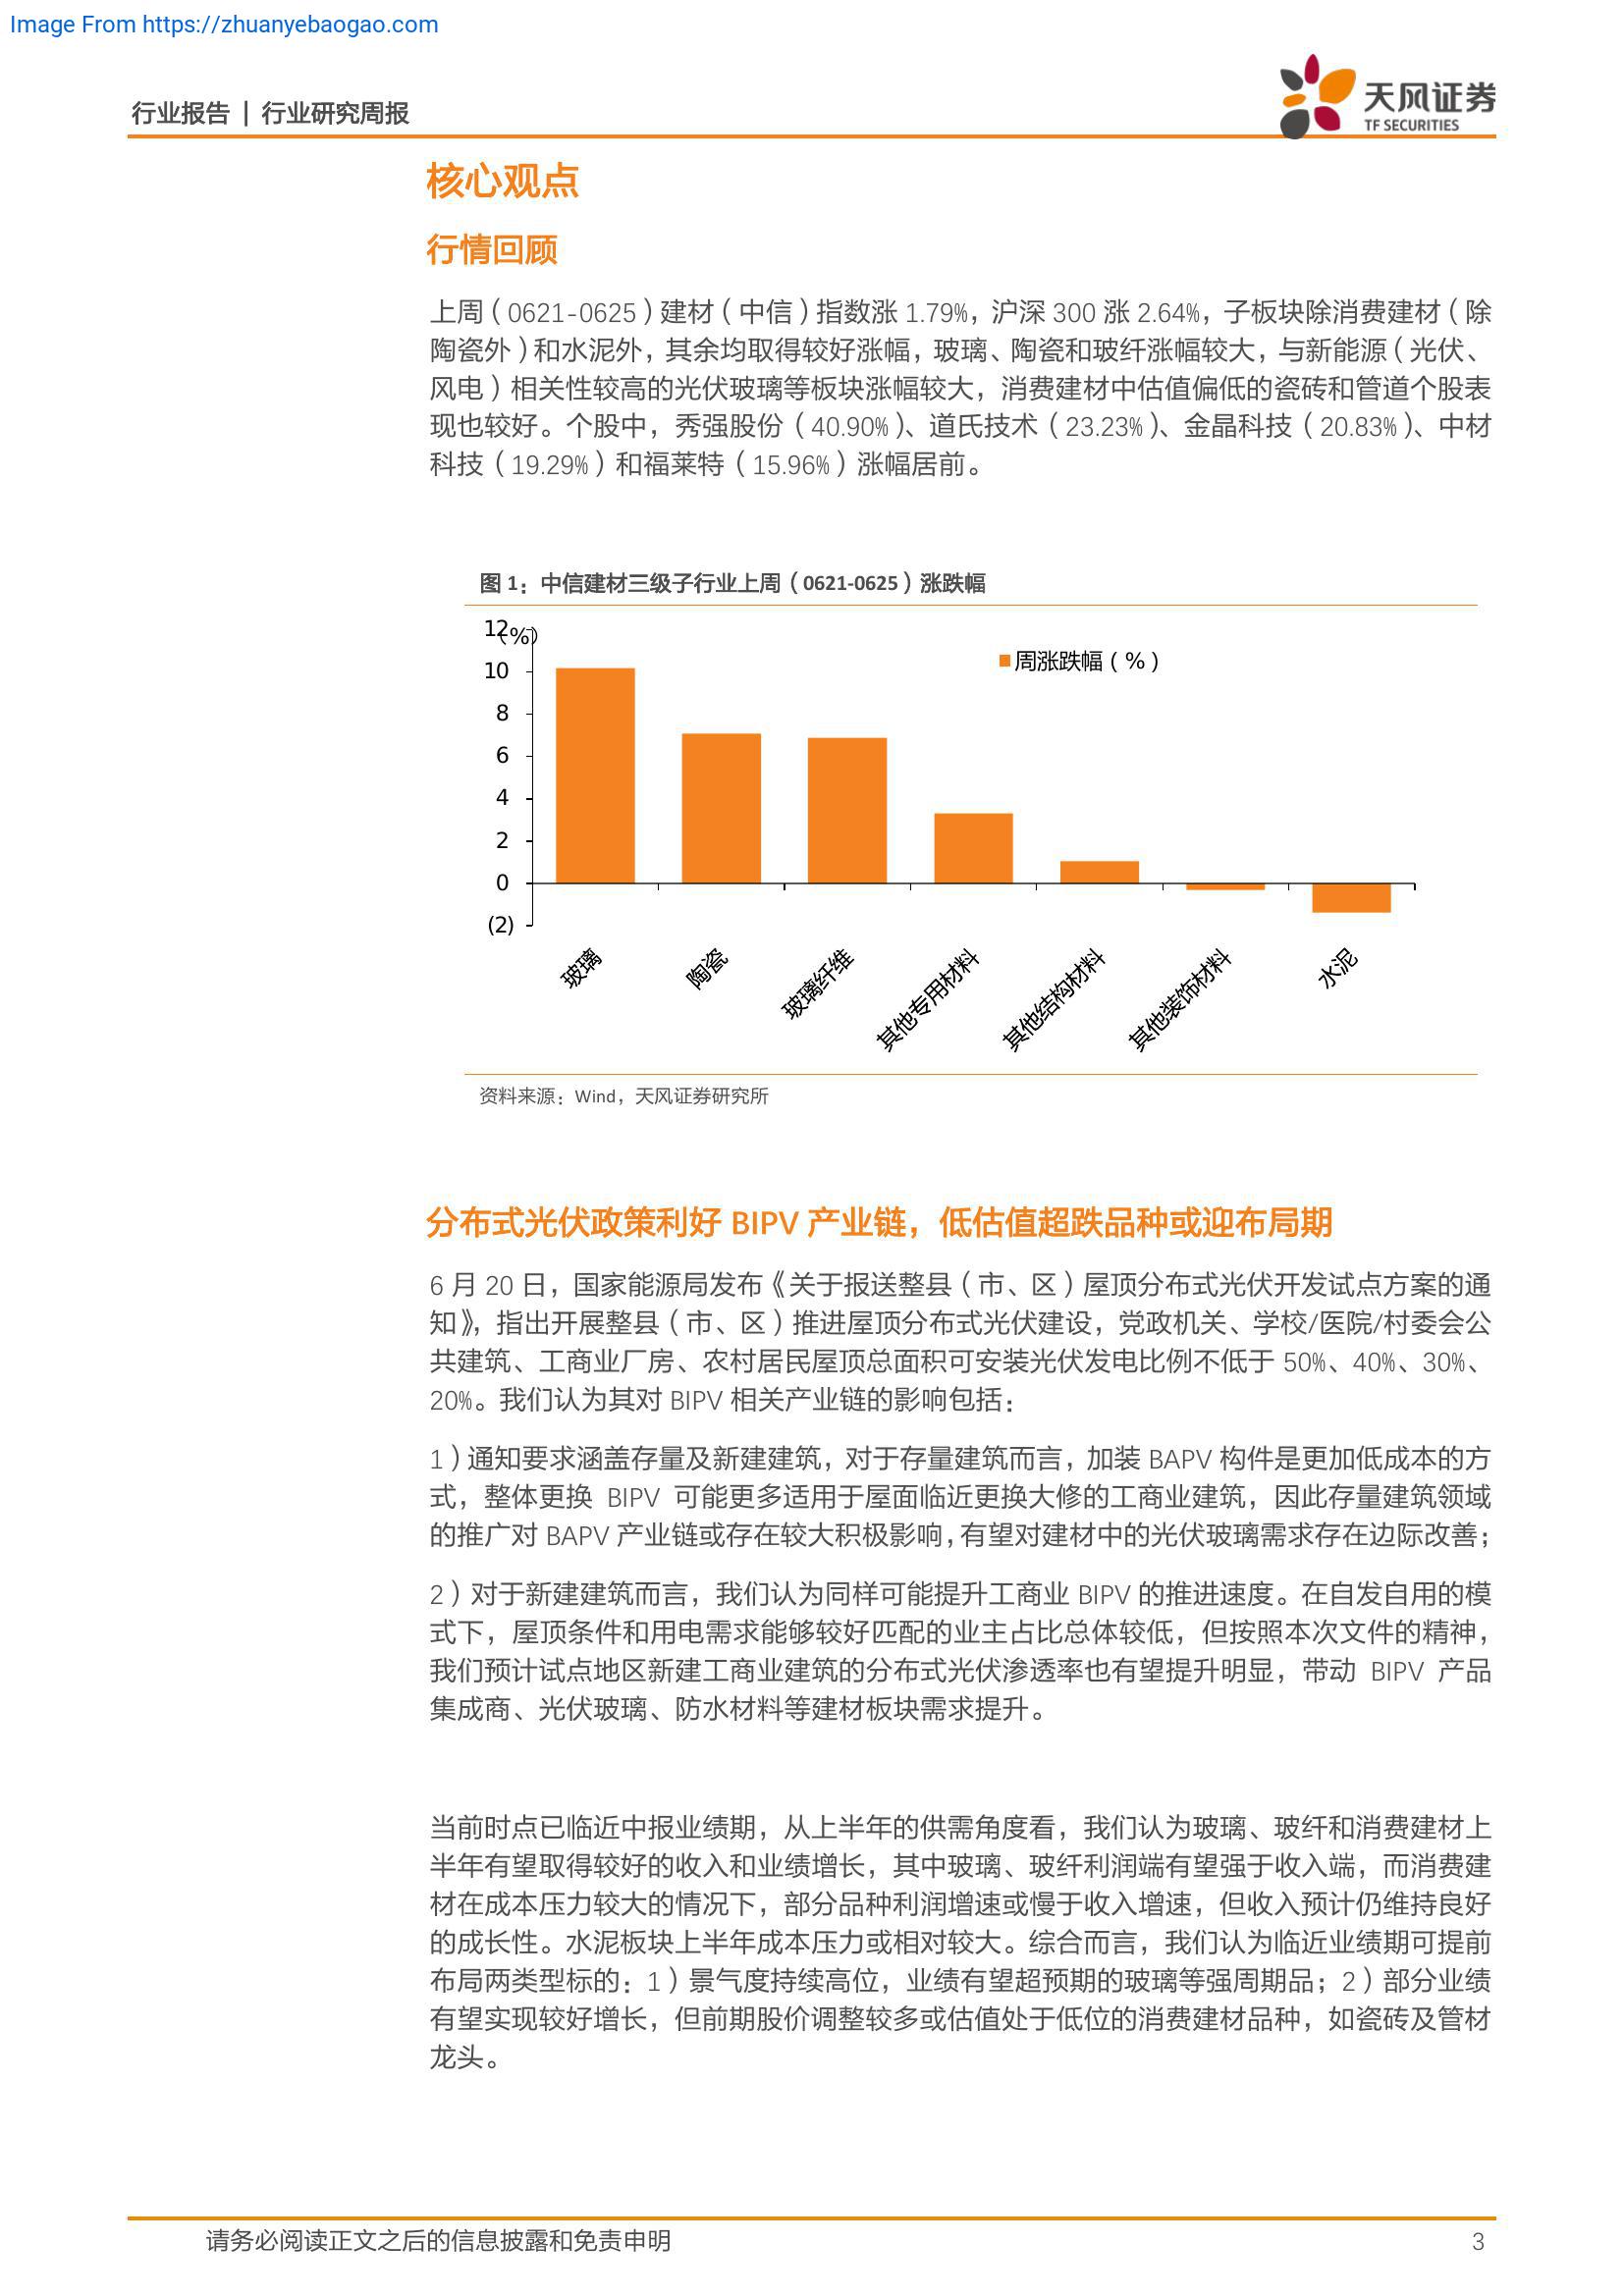 Image From https://zhuanyebaogao.com
行业报告 | 行业研究周报
天风证券
TF SECURITIES
核心观点
行情回顾
上周（0621-0625）建材（中信）指数涨 1.79%，沪深 300 涨 2.64%，子板块除消费建材（除
陶瓷外）和水泥外，其余均取得较好涨幅，玻璃、陶瓷和玻纤涨幅较大，与新能源（光伏、
风电）相关性较高的光伏玻璃等板块涨幅较大，消费建材中估值偏低的瓷砖和管道个股表
现也较好。个股中，秀强股份（40.90%）、道氏技术（23.23%）、金晶科技（20.83%）、中材
科技（19.29%）和福莱特（15.96%）涨幅居前。
图 1：中信建材三级子行业上周（0621-0625）涨跌幅
12
（%）
周涨跌幅（%）
10
8
6
4
2
0
(2)
玻璃
陶瓷
玻璃纤维
其他专用材料
其他结构材料
其他装饰材料
水泥
资料来源：Wind，天风证券研究所
分布式光伏政策利好 BIPV 产业链，低估值超跌品种或迎布局期
6 月 20 日，国家能源局发布《关于报送整县（市、区）屋顶分布式光伏开发试点方案的通
知》，指出开展整县（市、区）推进屋顶分布式光伏建设，党政机关、学校/医院/村委会公
共建筑、工商业厂房、农村居民屋顶总面积可安装光伏发电比例不低于 50%、40%、30%、
20%。我们认为其对 BIPV 相关产业链的影响包括：
1）通知要求涵盖存量及新建建筑，对于存量建筑而言，加装 BAPV 构件是更加低成本的方
式，整体更换 BIPV 可能更多适用于屋面临近更换大修的工商业建筑，因此存量建筑领域
的推广对 BAPV 产业链或存在较大积极影响，有望对建材中的光伏玻璃需求存在边际改善；
2）对于新建建筑而言，我们认为同样可能提升工商业 BIPV 的推进速度。在自发自用的模
式下，屋顶条件和用电需求能够较好匹配的业主占比总体较低，但按照本次文件的精神，
我们预计试点地区新建工商业建筑的分布式光伏渗透率也有望提升明显，带动 BIPV 产品
集成商、光伏玻璃、防水材料等建材板块需求提升。
当前时点已临近中报业绩期，从上半年的供需角度看，我们认为玻璃、玻纤和消费建材上
半年有望取得较好的收入和业绩增长，其中玻璃、玻纤利润端有望强于收入端，而消费建
材在成本压力较大的情况下，部分品种利润增速或慢于收入增速，但收入预计仍维持良好
的成长性。水泥板块上半年成本压力或相对较大。综合而言，我们认为临近业绩期可提前
布局两类型标的：1）景气度持续高位，业绩有望超预期的玻璃等强周期品；2）部分业绩
有望实现较好增长，但前期股价调整较多或估值处于低位的消费建材品种，如瓷砖及管材
龙头。
请务必阅读正文之后的信息披露和免责申明
3